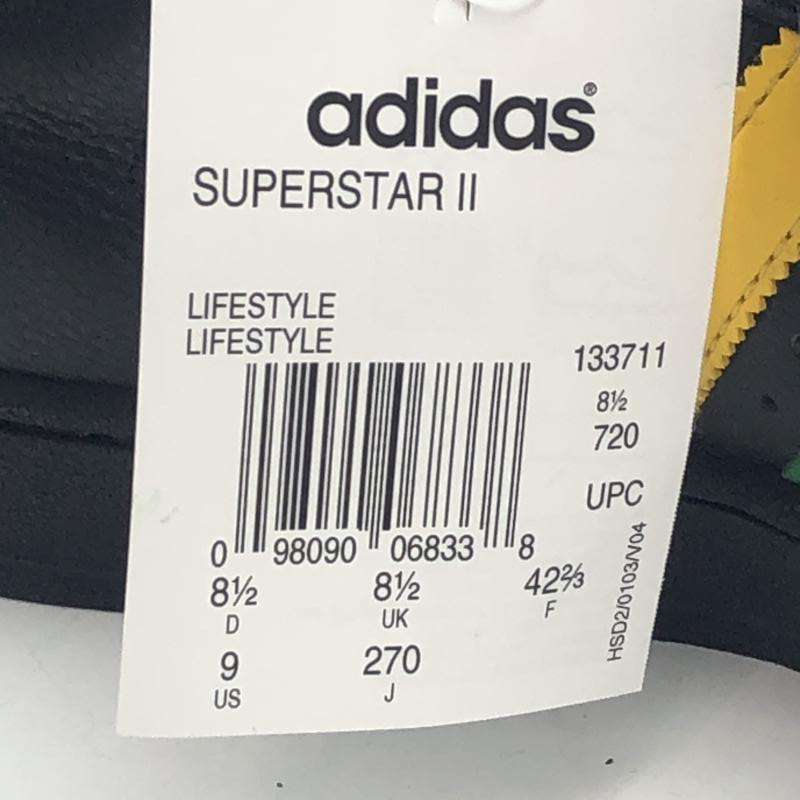 adidas®
SUPERSTAR II
LIFESTYLE
LIFESTYLE
133711
8½
720
UPC
0 98090 06833 8
8½ 8½ 42⅔
D UK F
9 270
US J
HSD2/0103/V04